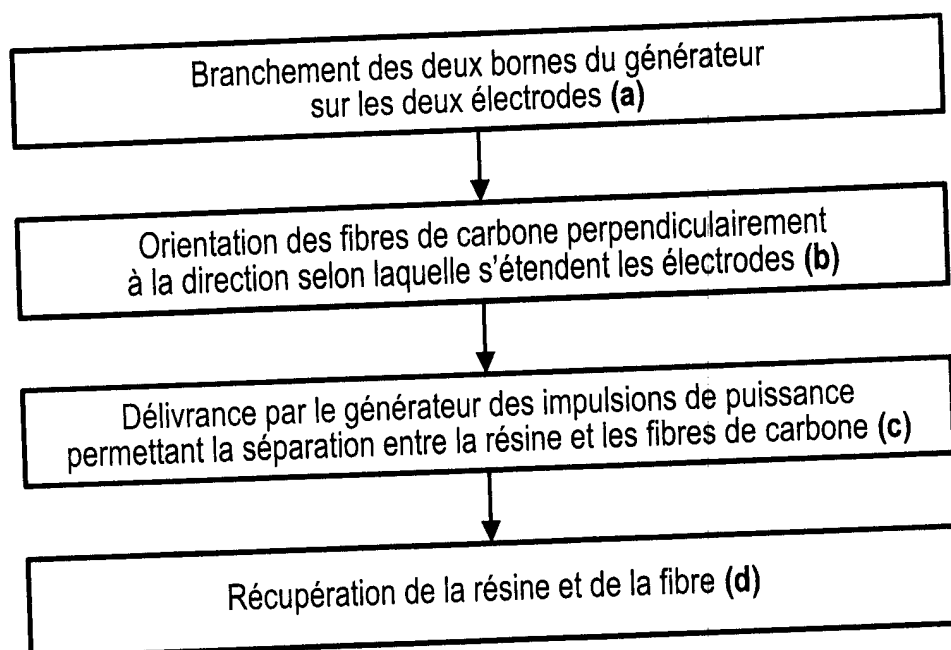 Branchement des deux bornes du générateur
sur les deux électrodes (a)
Orientation des fibres de carbone perpendiculairement
à la direction selon laquelle s'étendent les électrodes (b)
Délivrance par le générateur des impulsions de puissance
permettant la séparation entre la résine et les fibres de carbone (c)
Récupération de la résine et de la fibre (d)